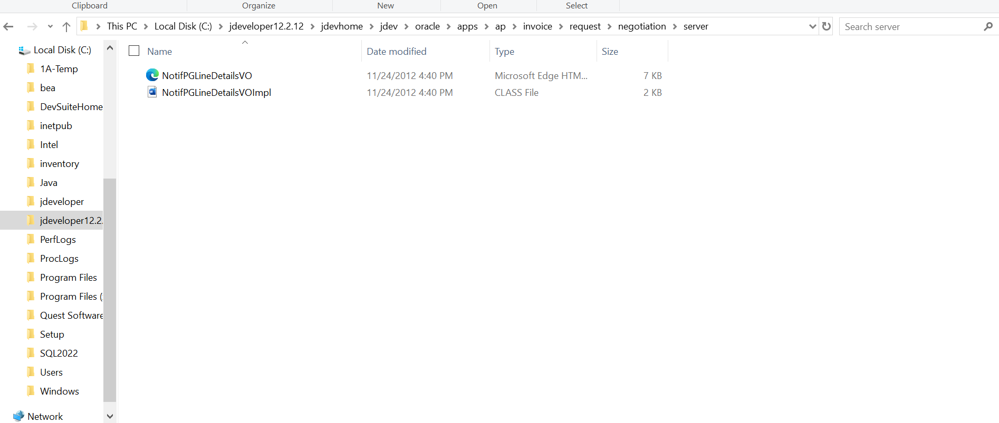 Clipboard Organize New Open Select
This PC Local Disk (C:) jdeveloper12.2.12 jdevhome jdev oracle apps ap invoice request negotiation server
Search server
Local Disk (C:)
1A-Temp
bea
DevSuiteHome
inetpub
Intel
inventory
Java
jdeveloper
jdeveloper12.2.
PerfLogs
ProcLogs
Program Files
Program Files (
Quest Software
Setup
SQL2022
Users
Windows
Network
Name Date modified Type Size
NotifPGLineDetailsVO 11/24/2012 4:40 PM Microsoft Edge HTM... 7 KB
NotifPGLineDetailsVOImpl 11/24/2012 4:40 PM CLASS File 2 KB